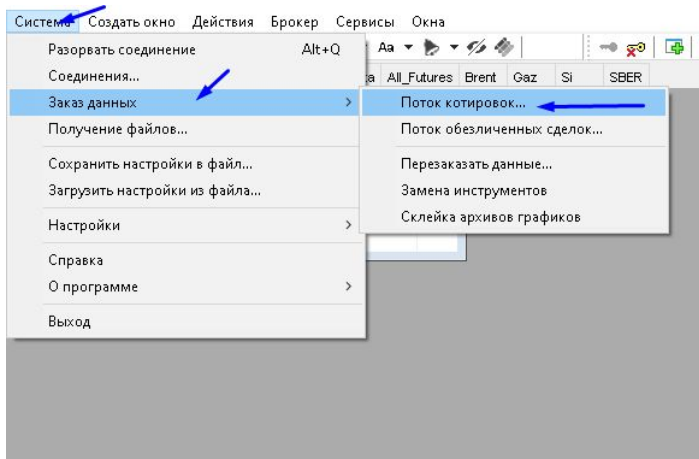 Система Создать окно Действия Брокер Сервисы Окна
Разорвать соединение Alt+Q
Aa
Соединения...
All_Futures Brent Gaz Si SBER
Заказ данных
Поток котировок...
Получение файлов...
Поток обезличенных сделок...
Сохранить настройки в файл...
Перезаказать данные...
Загрузить настройки из файла...
Замена инструментов
Настройки
Склейка архивов графиков
Справка
О программе
Выход